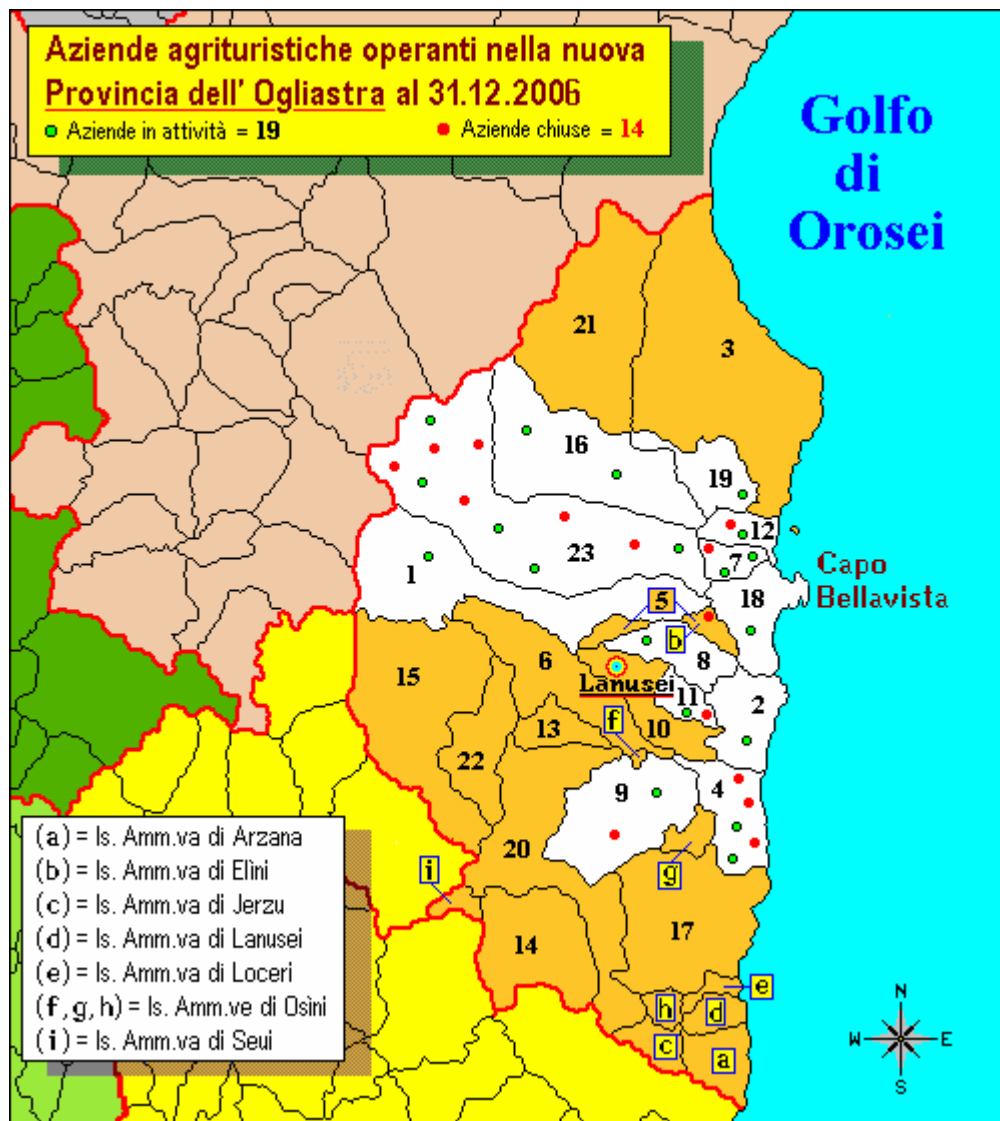 Aziende agrituristiche operanti nella nuova
Provincia dell' Ogliastra al 31.12.2006
Aziende in attività = 19
Aziende chiuse = 14
Golfo
di
Orosei
21
3
16
19
12
23
7
1
Capo
Bellavista
5
18
b
8
6
15
Lanusei
11
2
f
10
13
22
9
4
20
g
i
17
14
e
h
d
c
a
(a) = Is. Amm.va di Arzana
(b) = Is. Amm.va di Elìni
(c) = Is. Amm.va di Jerzu
(d) = Is. Amm.va di Lanusei
(e) = Is. Amm.va di Loceri
(f, g, h) = Is. Amm.ve di Osìni
(i) = Is. Amm.va di Seui
N
W
E
S